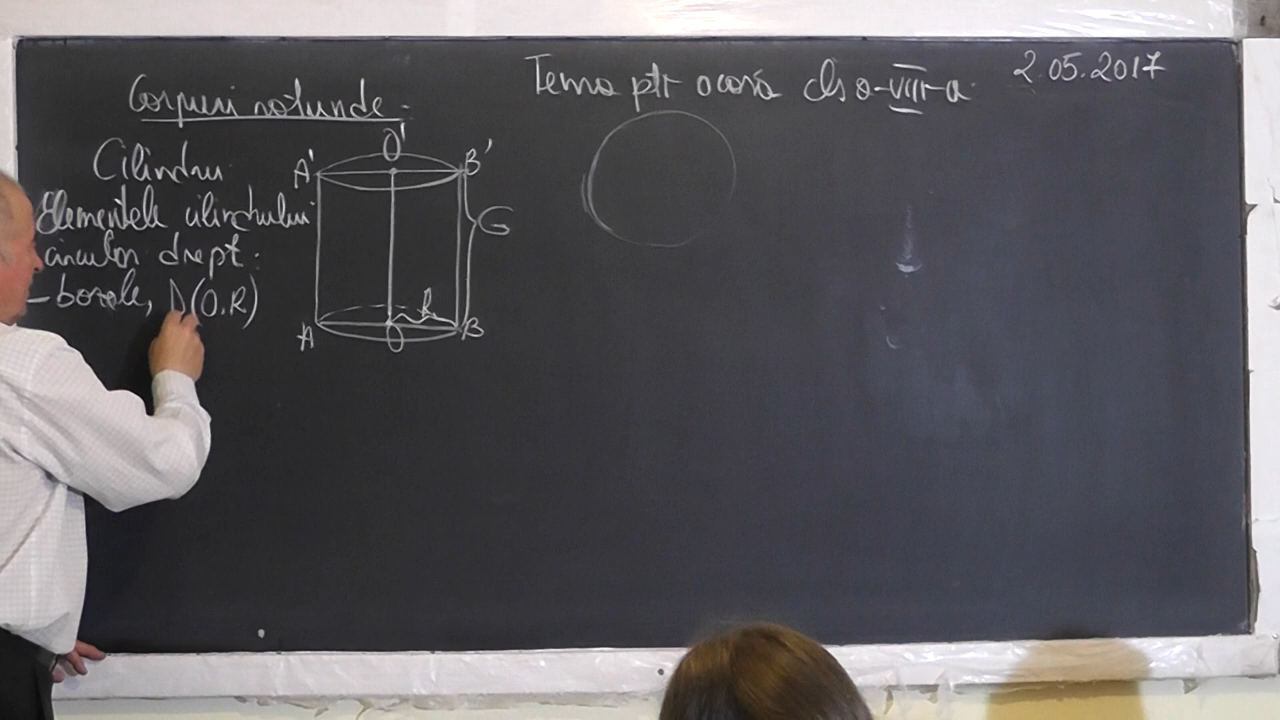 Tema ptr acasă cls a-VIII-a 2.05.2017
Corpuri rotunde
Cilindru
Elementele cilindrului
circular drept:
- bazele, D(O,R)
O'
A' B'
G
R
A O B